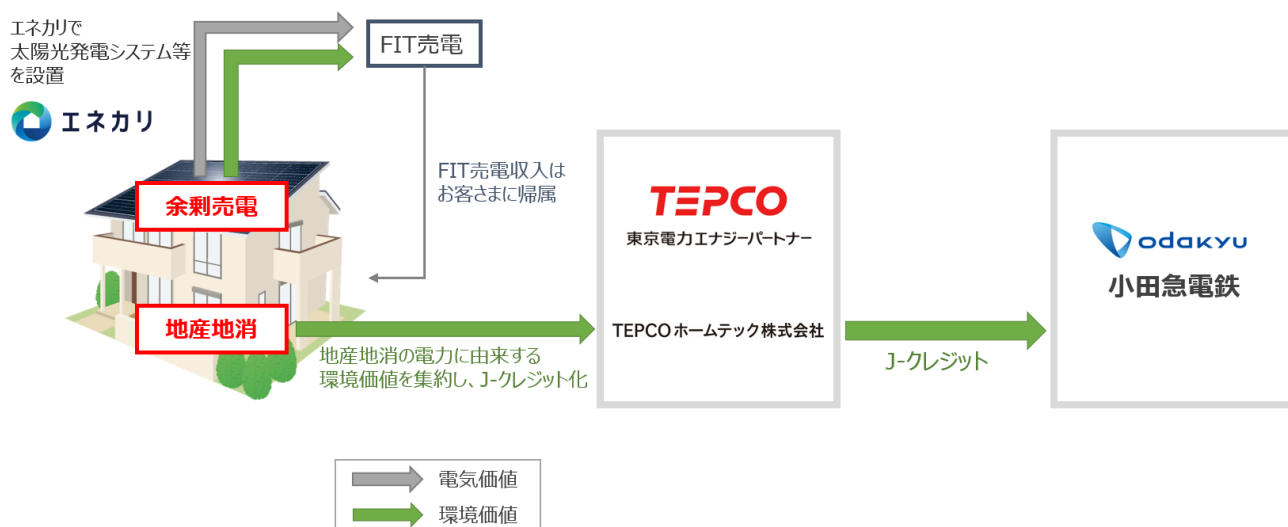 エネカリで
太陽光発電システム等
を設置
エネカリ
FIT売電
FIT売電収入は
お客さまに帰属
余剰売電
地産地消
地産地消の電力に由来する
環境価値を集約し、J-クレジット化
TEPCO
東京電力エナジーパートナー
TEPCOホームテック株式会社
J-クレジット
odakyu
小田急電鉄
電気価値
環境価値